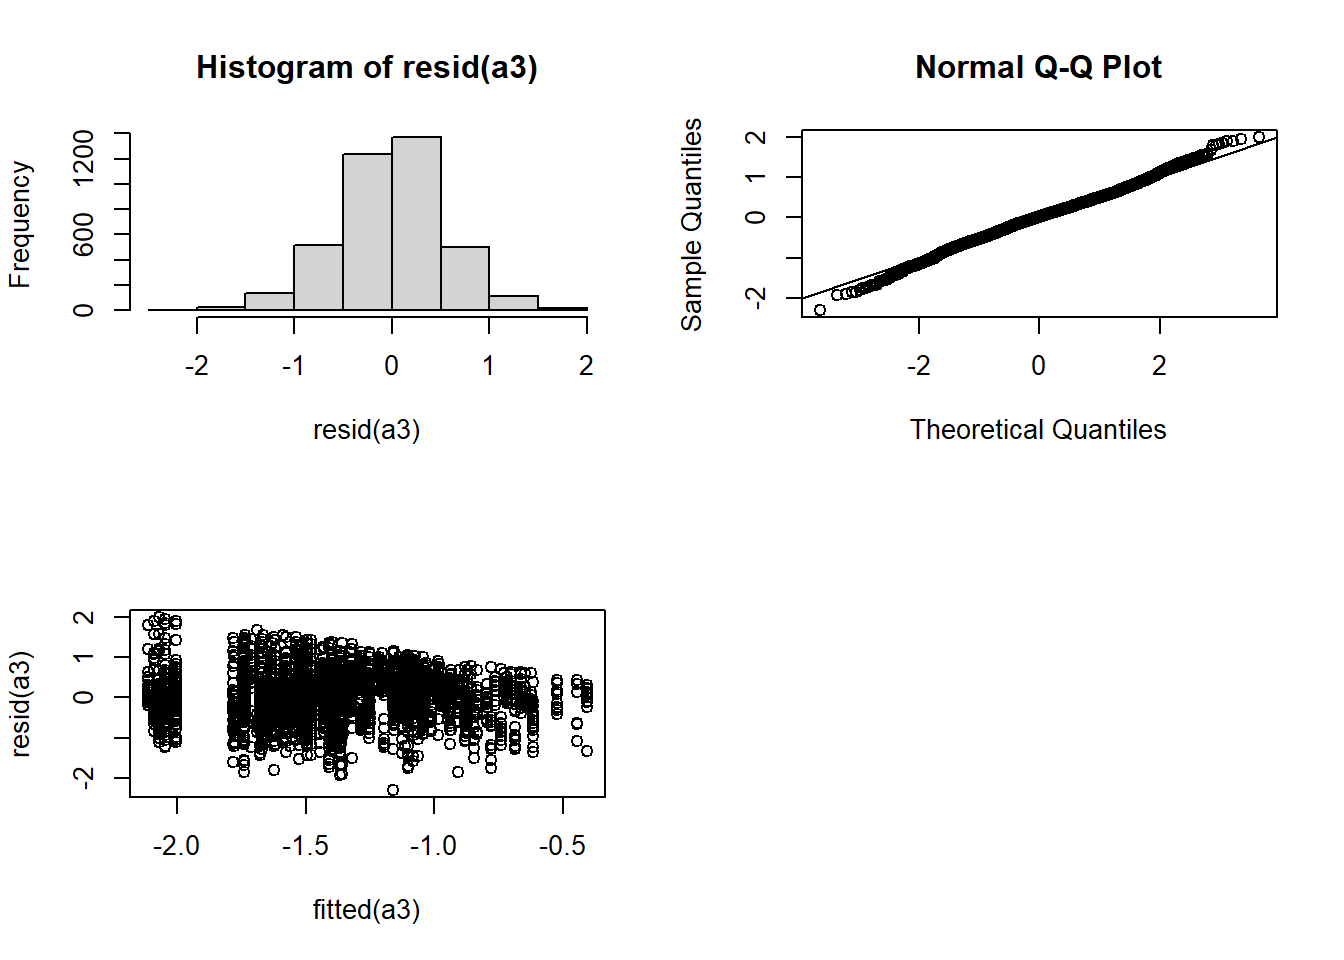 Histogram of resid(a3)
Frequency
0 600 1200
-2 -1 0 1 2
resid(a3)
Normal Q-Q Plot
Sample Quantiles
-2 0 1 2
-2 0 2
Theoretical Quantiles
resid(a3)
-2 0 1 2
-2.0 -1.5 -1.0 -0.5
fitted(a3)